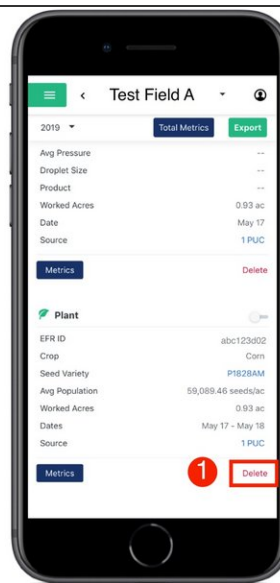 Test Field A
2019 Total Metrics Export
Avg Pressure --
Droplet Size --
Product --
Worked Acres 0.93 ac
Date May 17
Source 1 PUC
Metrics Delete
Plant
EFR ID abc123d02
Crop Corn
Seed Variety P1828AM
Avg Population 59,089.46 seeds/ac
Worked Acres 0.93 ac
Dates May 17 - May 18
Source 1 PUC
Metrics 1 Delete